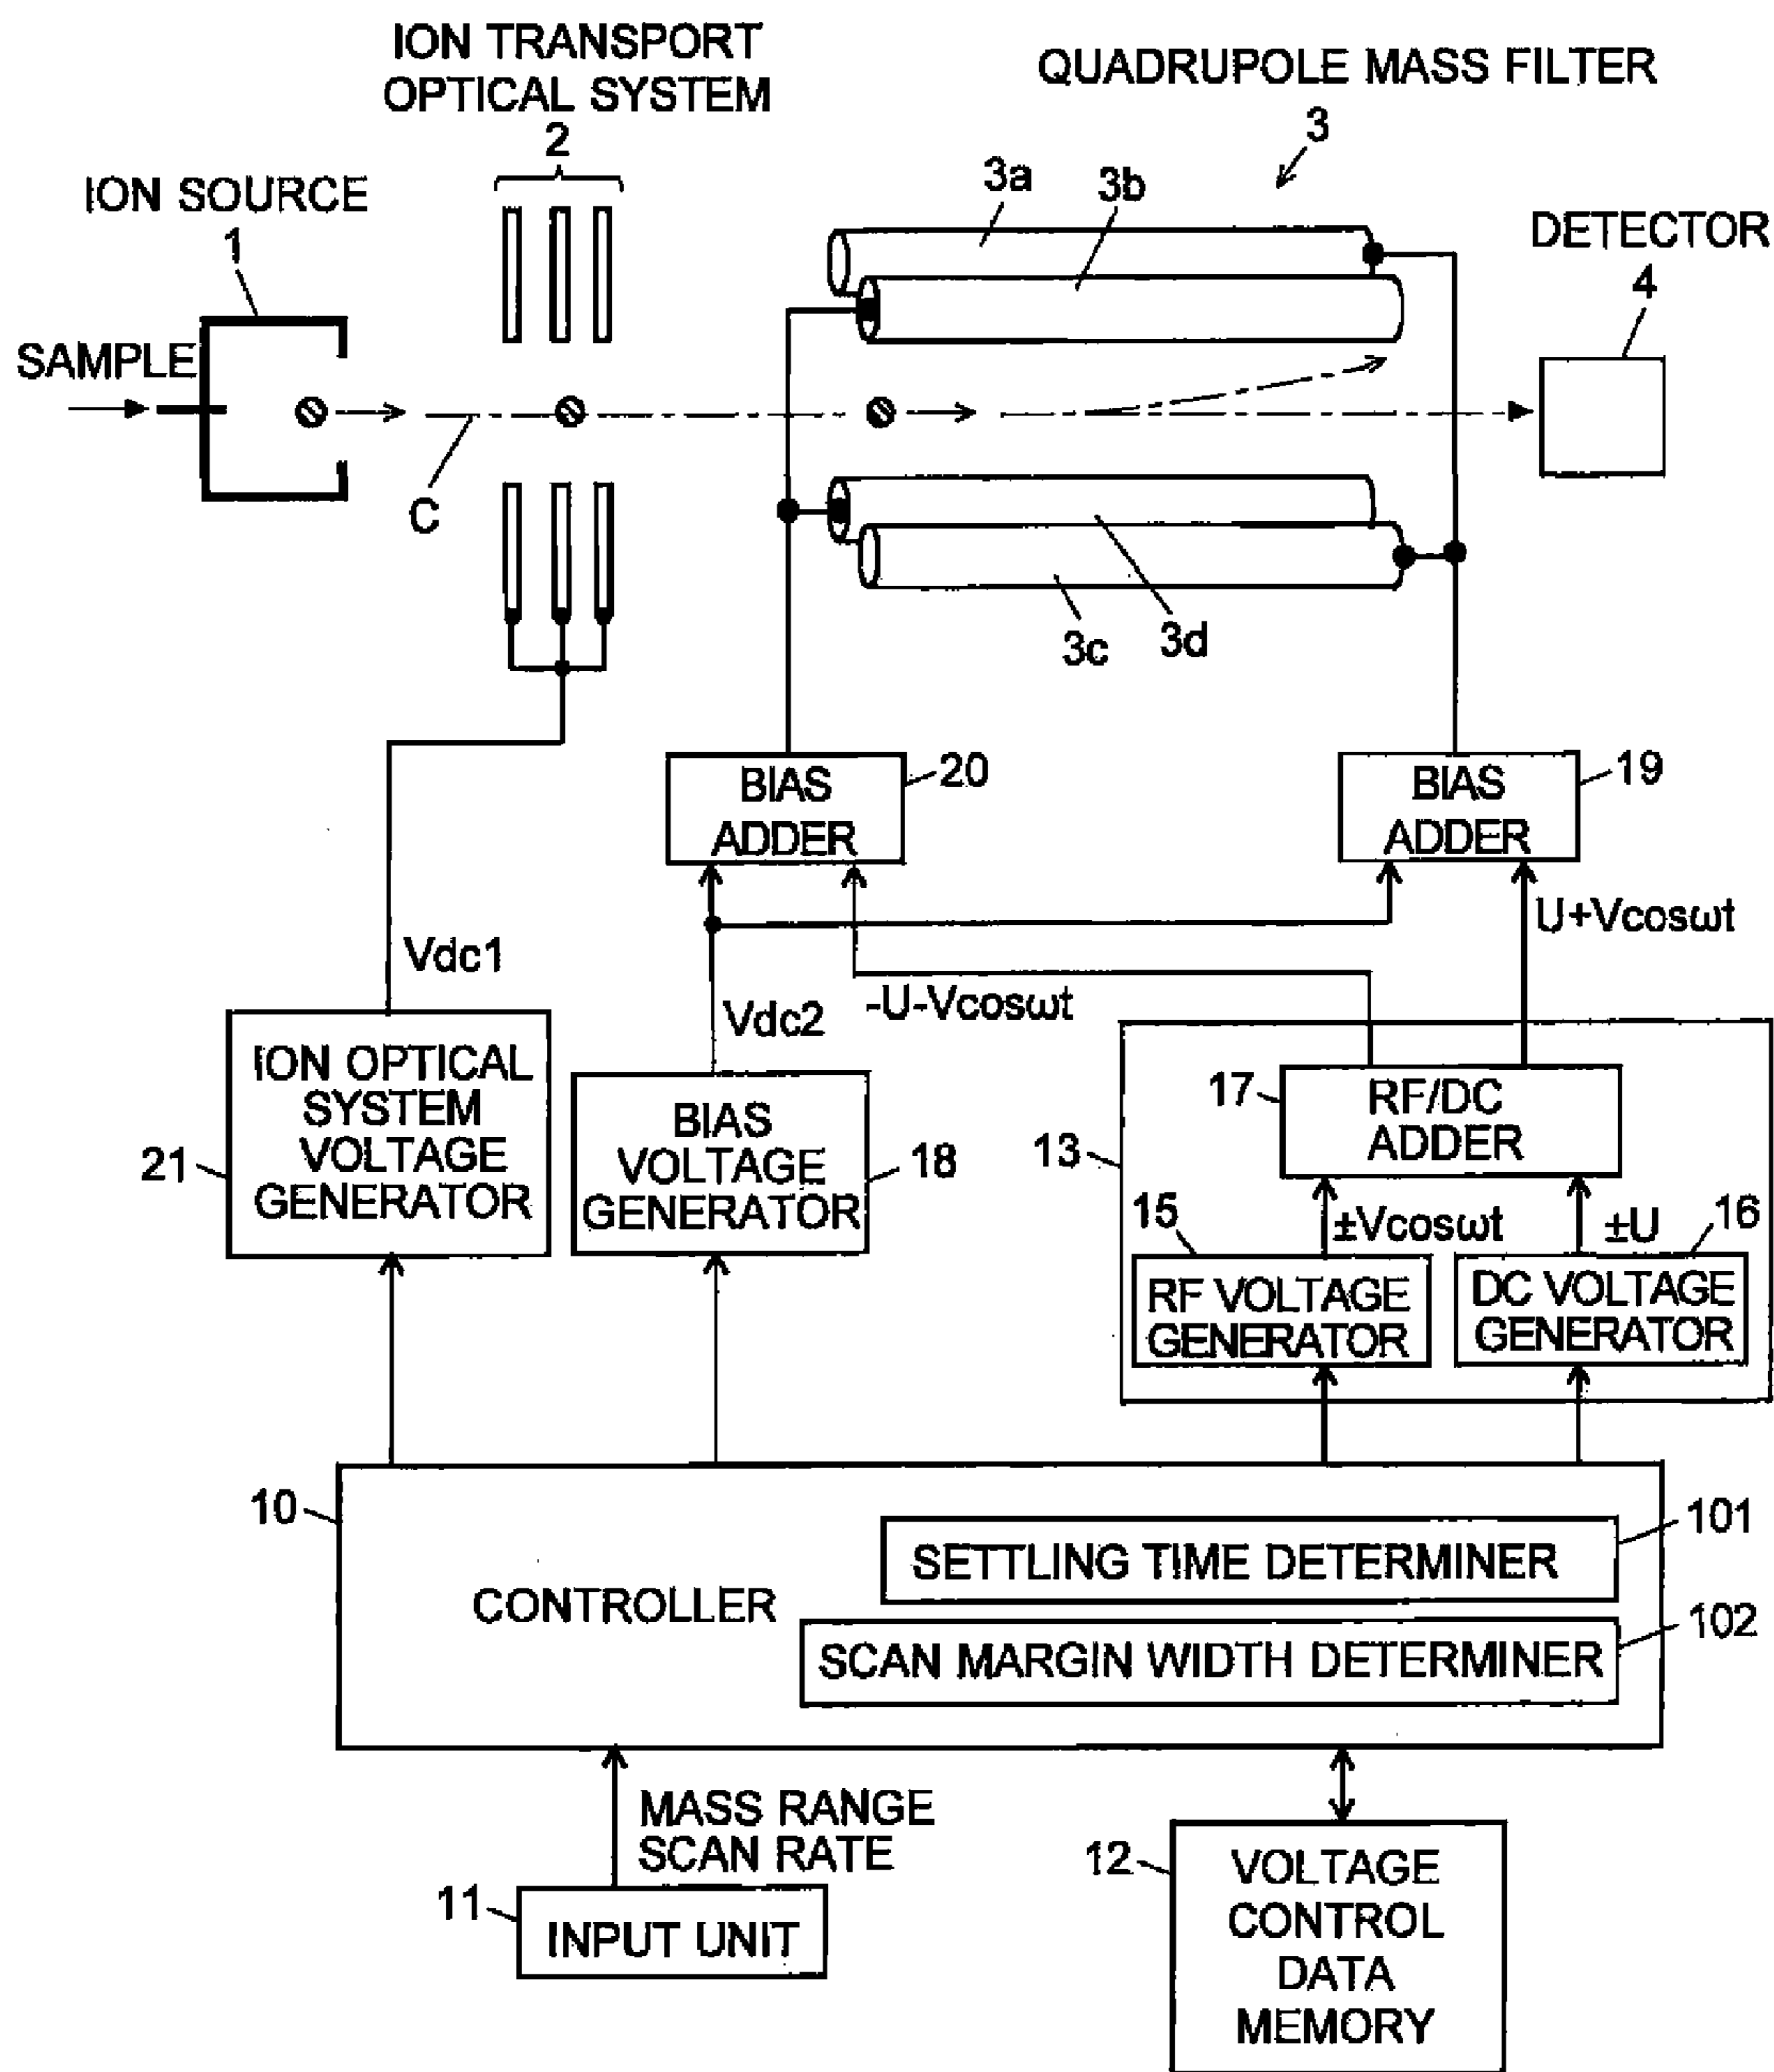 ION TRANSPORT
OPTICAL SYSTEM
2
QUADRUPOLE MASS FILTER
3
ION SOURCE
1
3a
3b
DETECTOR
4
SAMPLE
C
3c
3d
BIAS
ADDER
20
BIAS
ADDER
19
U+Vcosωt
Vdc1
Vdc2
-U-Vcosωt
ION OPTICAL
SYSTEM
VOLTAGE
GENERATOR
21
BIAS
VOLTAGE
GENERATOR
18
17
RF/DC
ADDER
13
15
±Vcosωt
±U
16
RF VOLTAGE
GENERATOR
DC VOLTAGE
GENERATOR
10
101
SETTLING TIME DETERMINER
CONTROLLER
102
SCAN MARGIN WIDTH DETERMINER
MASS RANGE
SCAN RATE
11
INPUT UNIT
12
VOLTAGE
CONTROL
DATA
MEMORY